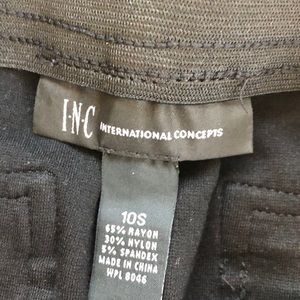 I·N·C INTERNATIONAL CONCEPTS
10S
65% RAYON
30% NYLON
5% SPANDEX
MADE IN CHINA
WPL 8046